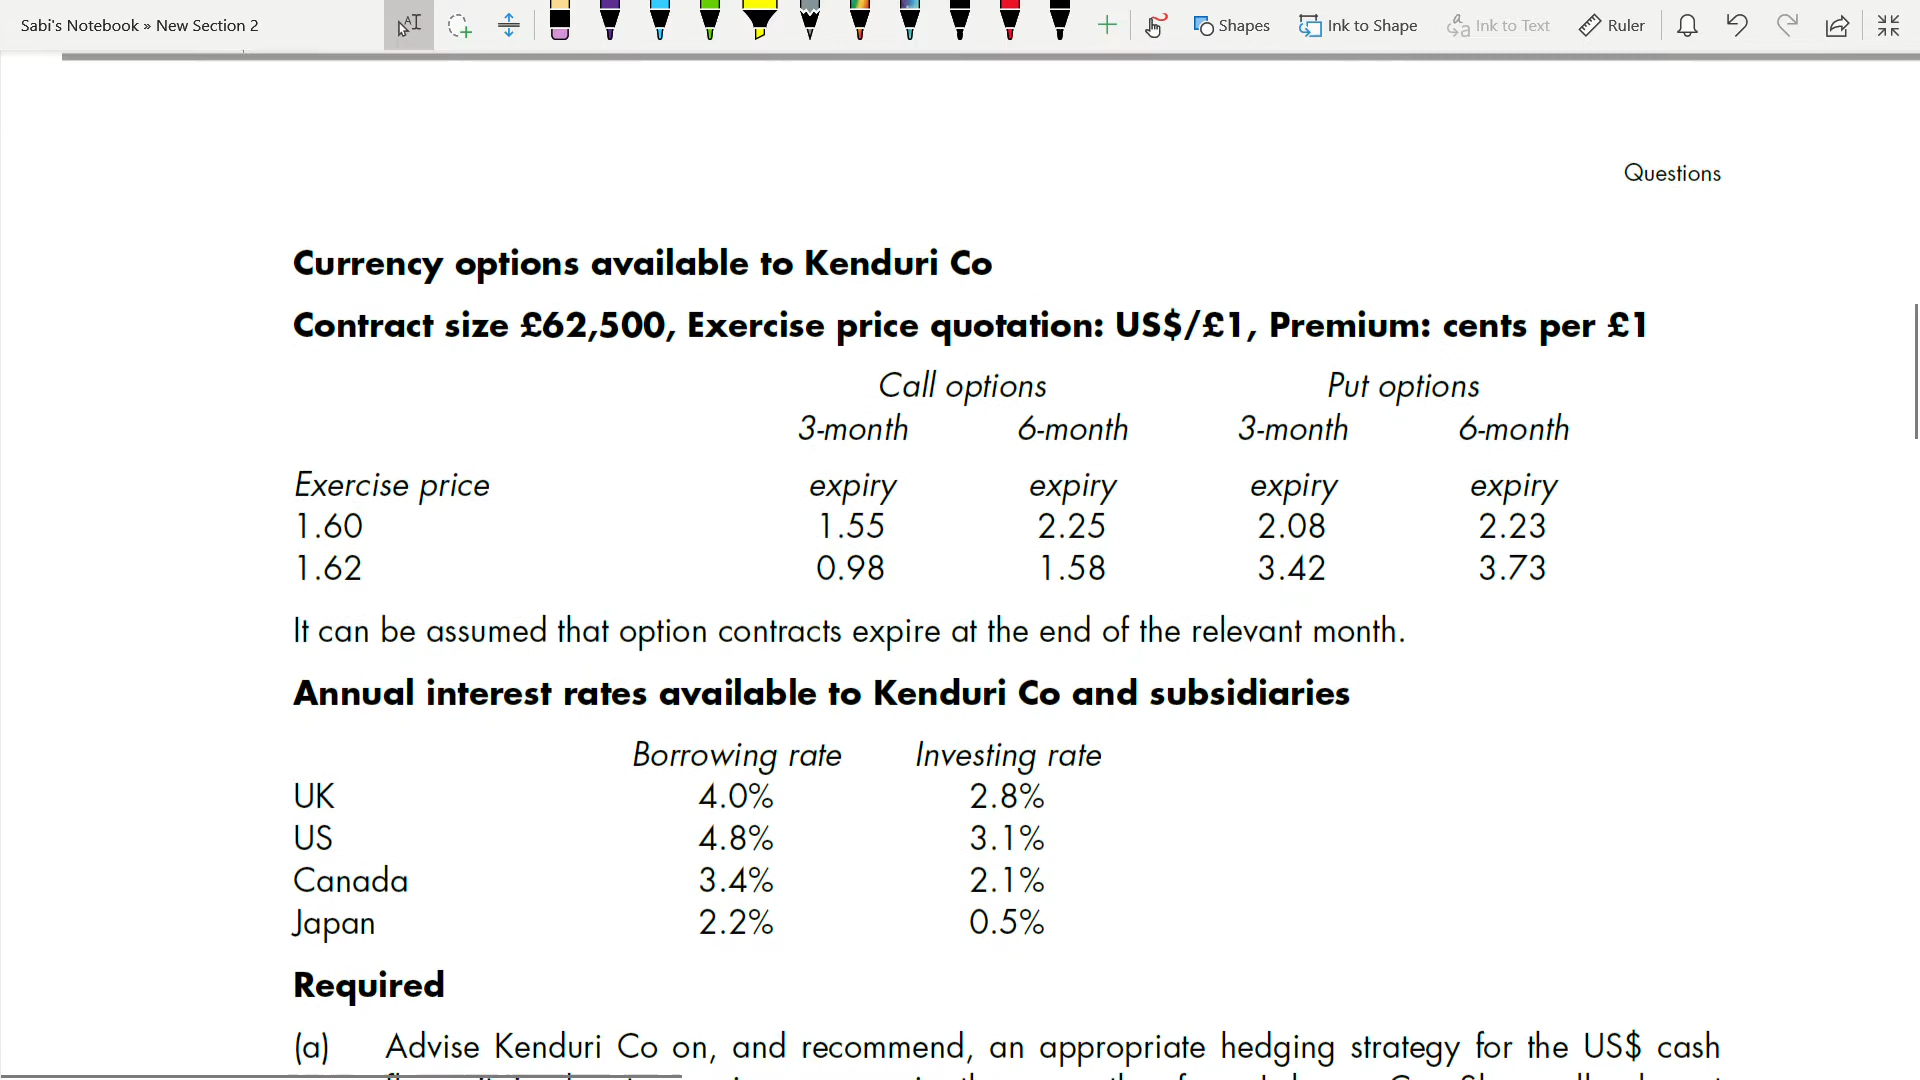 Sabi's Notebook » New Section 2 Shapes Ink to Shape Ink to Text Ruler
Questions
Currency options available to Kenduri Co
Contract size £62,500, Exercise price quotation: US$/£1, Premium: cents per £1
Call options Put options
3-month 6-month 3-month 6-month
Exercise price expiry expiry expiry expiry
1.60 1.55 2.25 2.08 2.23
1.62 0.98 1.58 3.42 3.73
It can be assumed that option contracts expire at the end of the relevant month.
Annual interest rates available to Kenduri Co and subsidiaries
Borrowing rate Investing rate
UK 4.0% 2.8%
US 4.8% 3.1%
Canada 3.4% 2.1%
Japan 2.2% 0.5%
Required
(a) Advise Kenduri Co on, and recommend, an appropriate hedging strategy for the US$ cash